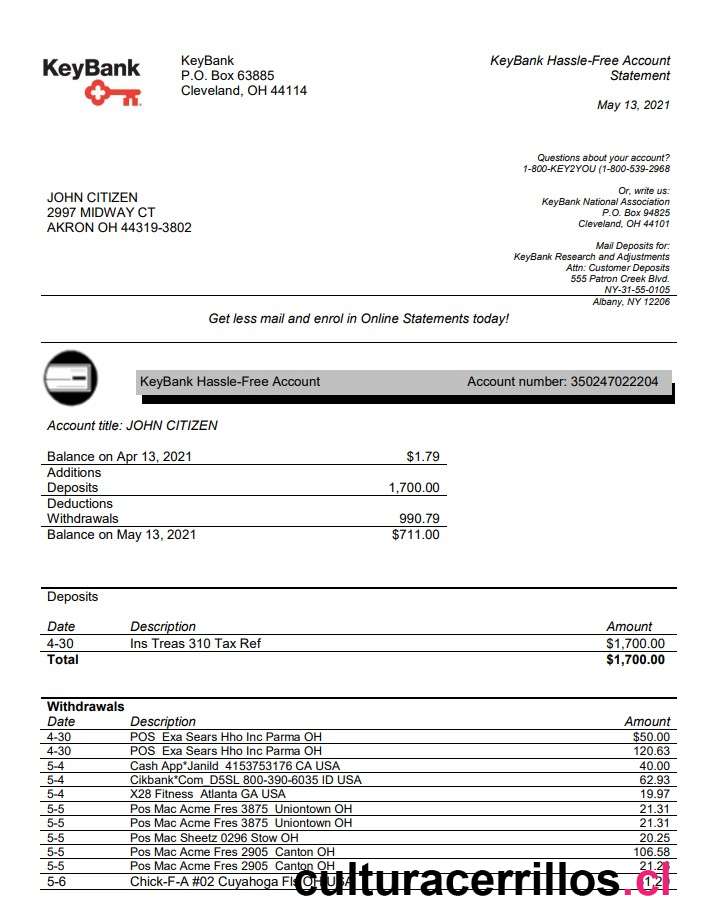 KeyBank
KeyBank
P.O. Box 63885
Cleveland, OH 44114
KeyBank Hassle-Free Account
Statement
May 13, 2021
Questions about your account?
1-800-KEY2YOU (1-800-539-2968
Or, write us:
KeyBank National Association
P.O. Box 94825
Cleveland, OH 44101
Mail Deposits for:
KeyBank Research and Adjustments
Attn: Customer Deposits
555 Patron Creek Blvd.
NY-31-55-0105
Albany, NY 12206
JOHN CITIZEN
2997 MIDWAY CT
AKRON OH 44319-3802
Get less mail and enrol in Online Statements today!
KeyBank Hassle-Free Account Account number: 350247022204
Account title: JOHN CITIZEN
Balance on Apr 13, 2021 $1.79
Additions
Deposits 1,700.00
Deductions
Withdrawals 990.79
Balance on May 13, 2021 $711.00
Deposits
Date Description Amount
4-30 Ins Treas 310 Tax Ref $1,700.00
Total $1,700.00
Withdrawals
Date Description Amount
4-30 POS Exa Sears Hho Inc Parma OH $50.00
4-30 POS Exa Sears Hho Inc Parma OH 120.63
5-4 Cash App*Janild 4153753176 CA USA 40.00
5-4 Cikbank*Com_D5SL 800-390-6035 ID USA 62.93
5-4 X28 Fitness Atlanta GA USA 19.97
5-5 Pos Mac Acme Fres 3875 Uniontown OH 21.31
5-5 Pos Mac Acme Fres 3875 Uniontown OH 21.31
5-5 Pos Mac Sheetz 0296 Stow OH 20.25
5-5 Pos Mac Acme Fres 2905 Canton OH 106.58
5-5 Pos Mac Acme Fres 2905 Canton OH
5-6 Chick-F-A #02 Cuyahoga Fls OH USA
culturacerrillos.cl